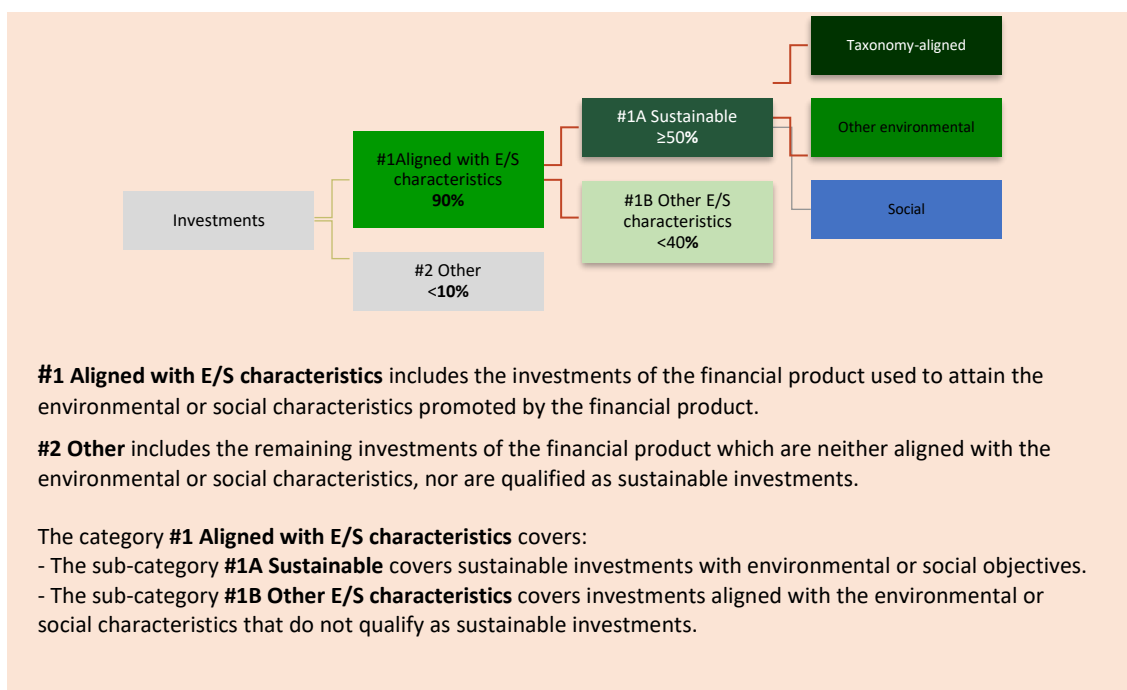 Taxonomy-aligned
#1A Sustainable
≥50%
Other environmental
#1Aligned with E/S
characteristics
90%
#1B Other E/S
characteristics
<40%
Investments
Social
#2 Other
<10%
#1 Aligned with E/S characteristics includes the investments of the financial product used to attain the
environmental or social characteristics promoted by the financial product.
#2 Other includes the remaining investments of the financial product which are neither aligned with the
environmental or social characteristics, nor are qualified as sustainable investments.
The category #1 Aligned with E/S characteristics covers:
- The sub-category #1A Sustainable covers sustainable investments with environmental or social objectives.
- The sub-category #1B Other E/S characteristics covers investments aligned with the environmental or
social characteristics that do not qualify as sustainable investments.